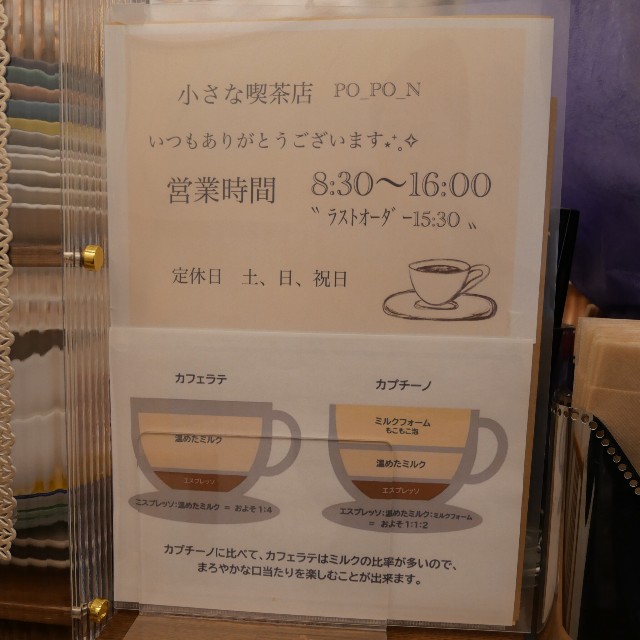 小さな喫茶店 PO_PO_N
いつもありがとうございます⋆⁺₊✧
営業時間 8:30〜16:00
〝 ラストオーダー15:30 〟
定休日 土、日、祝日
カフェラテ カプチーノ
ミルクフォーム
もこもこ泡
温めたミルク 温めたミルク
エスプレッソ エスプレッソ
エスプレッソ:温めたミルク = およそ1:4
エスプレッソ:温めたミルク:ミルクフォーム
= およそ1:1:2
カプチーノに比べて、カフェラテはミルクの比率が多いので、
まろやかな口当たりを楽しむことが出来ます。